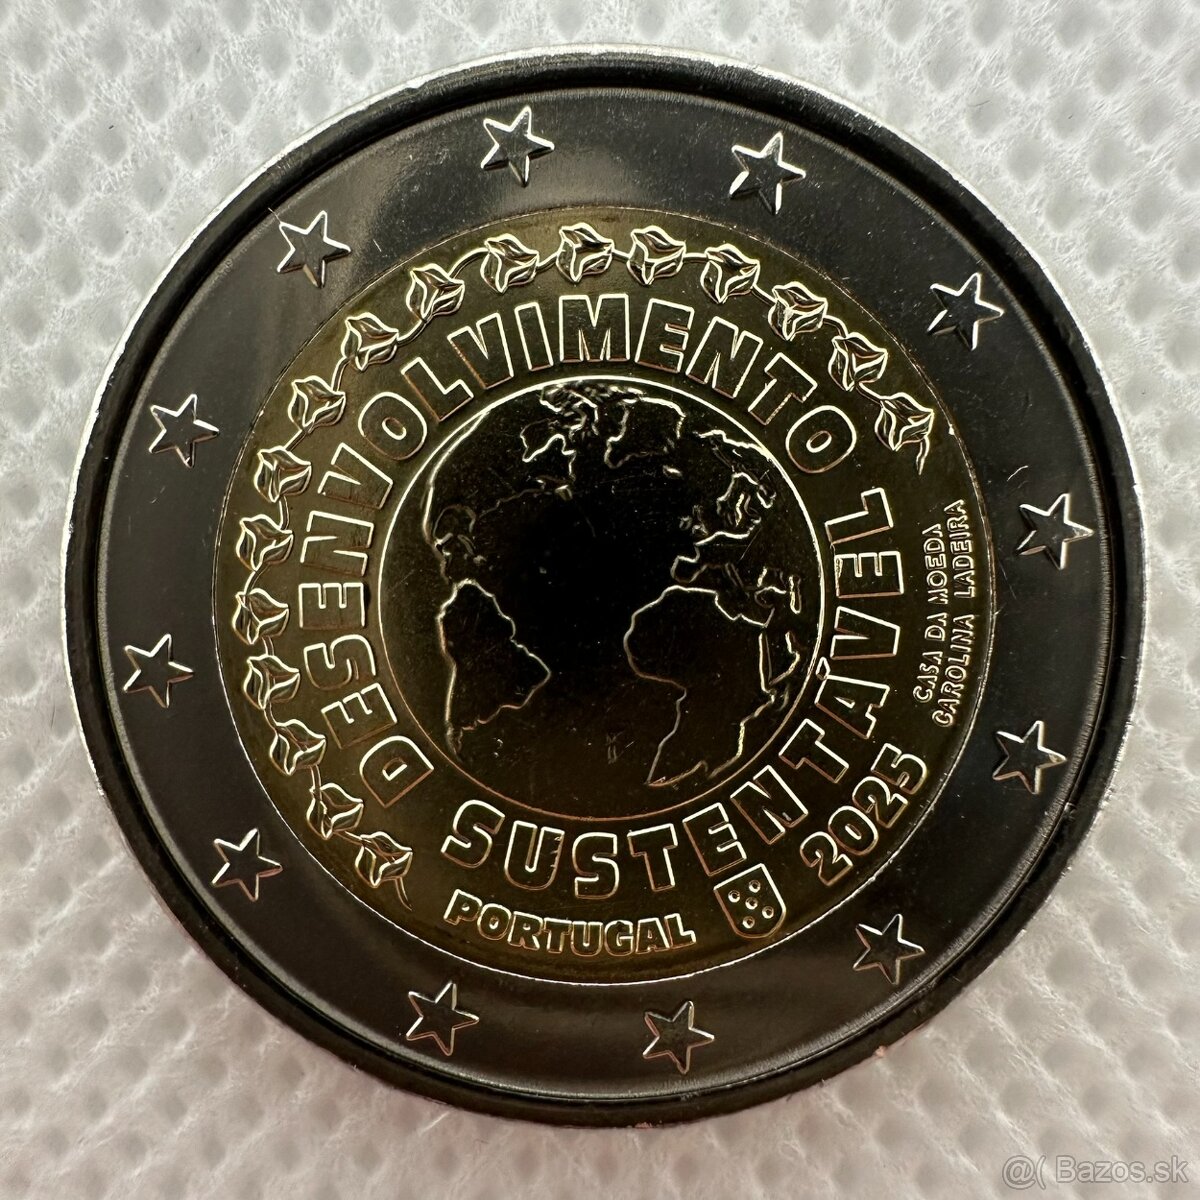 DESENVOLVIMENTO
SUSTENTÁVEL
PORTUGAL
2025
CASA DA MOEDA
CAROLINA LADEIRA
@( Bazos.sk